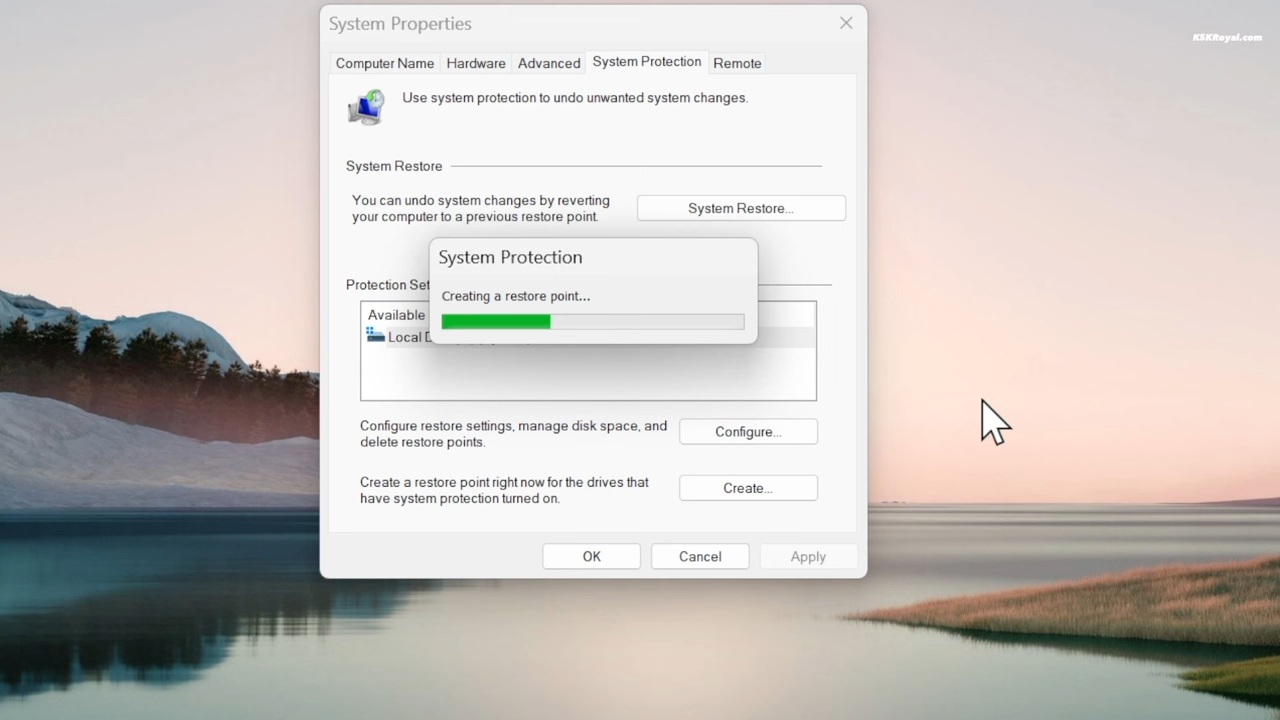 System Properties
KSKRoyal.com
Computer Name Hardware Advanced System Protection Remote
Use system protection to undo unwanted system changes.
System Restore
You can undo system changes by reverting
your computer to a previous restore point.
System Restore...
System Protection
Creating a restore point...
Protection Set
Available
Local D
Configure restore settings, manage disk space, and
delete restore points.
Configure...
Create a restore point right now for the drives that
have system protection turned on.
Create...
OK Cancel Apply